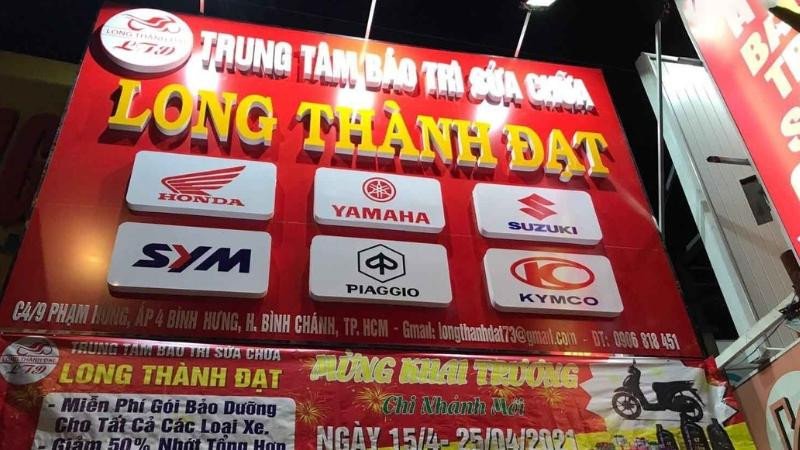 LONG THÀNH ĐẠT
LTD
TRUNG TÂM BẢO TRÌ SỬA CHỮA
LONG THÀNH ĐẠT
HONDA
YAMAHA
SUZUKI
SYM
PIAGGIO
KYMCO
C4/9 PHẠM HÙNG, ẤP 4 BÌNH HƯNG, H. BÌNH CHÁNH, TP. HCM - Gmail: longthanhdat73@gmail.com - ĐT: 0906 818 451
LONG THÀNH ĐẠT
LTD
TRUNG TÂM BẢO TRÌ SỬA CHỮA
LONG THÀNH ĐẠT
- Miễn Phí Gói Bảo Dưỡng
Cho Tất Cả Các Loại Xe.
- Giảm 50% Nhớt Tổng Hợp
MỪNG KHAI TRƯƠNG
Chi Nhánh Mới
NGÀY 15/4- 25/04/2021